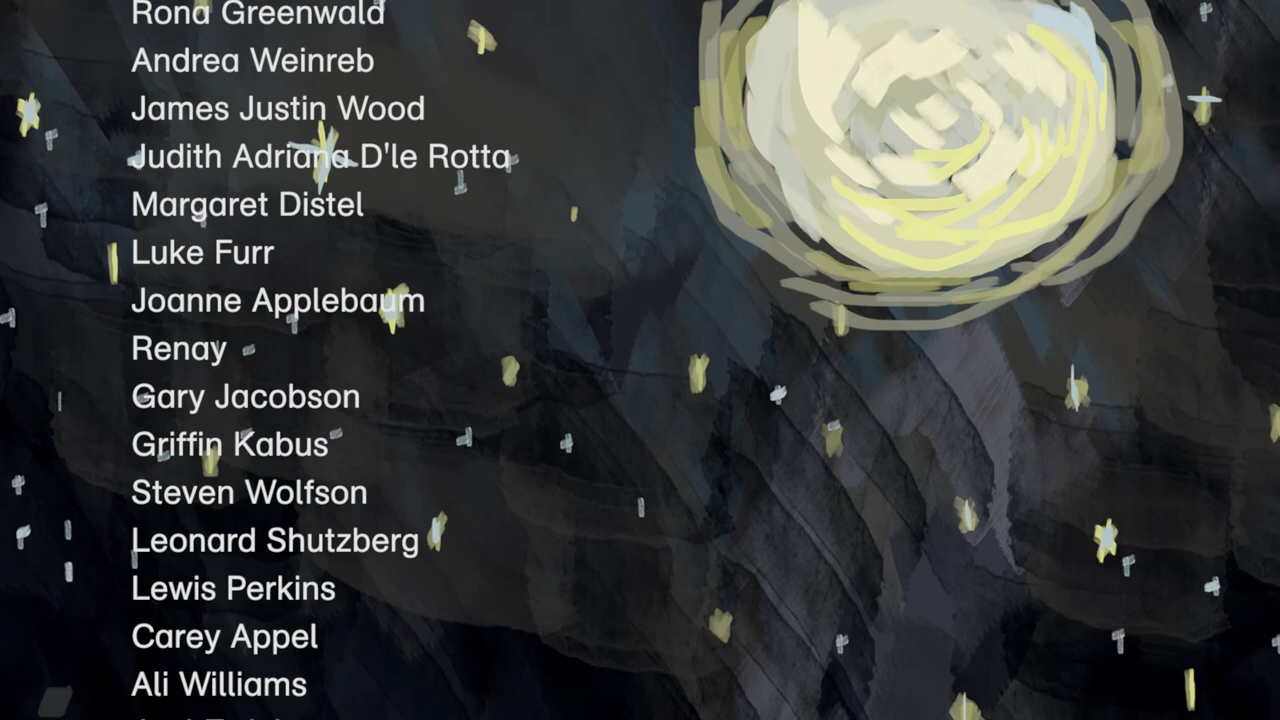 Rona Greenwald
Andrea Weinreb
James Justin Wood
Judith Adriana D'le Rotta
Margaret Distel
Luke Furr
Joanne Applebaum
Renay
Gary Jacobson
Griffin Kabus
Steven Wolfson
Leonard Shutzberg
Lewis Perkins
Carey Appel
Ali Williams